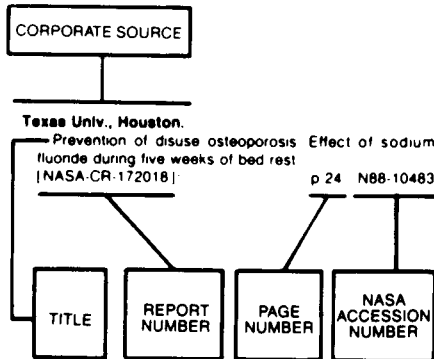 CORPORATE SOURCE
Texas Univ., Houston.
Prevention of disuse osteoporosis Effect of sodium
fluoride during five weeks of bed rest
[NASA-CR-172018] p 24 N88-10483
TITLE
REPORT
NUMBER
PAGE
NUMBER
NASA
ACCESSION
NUMBER